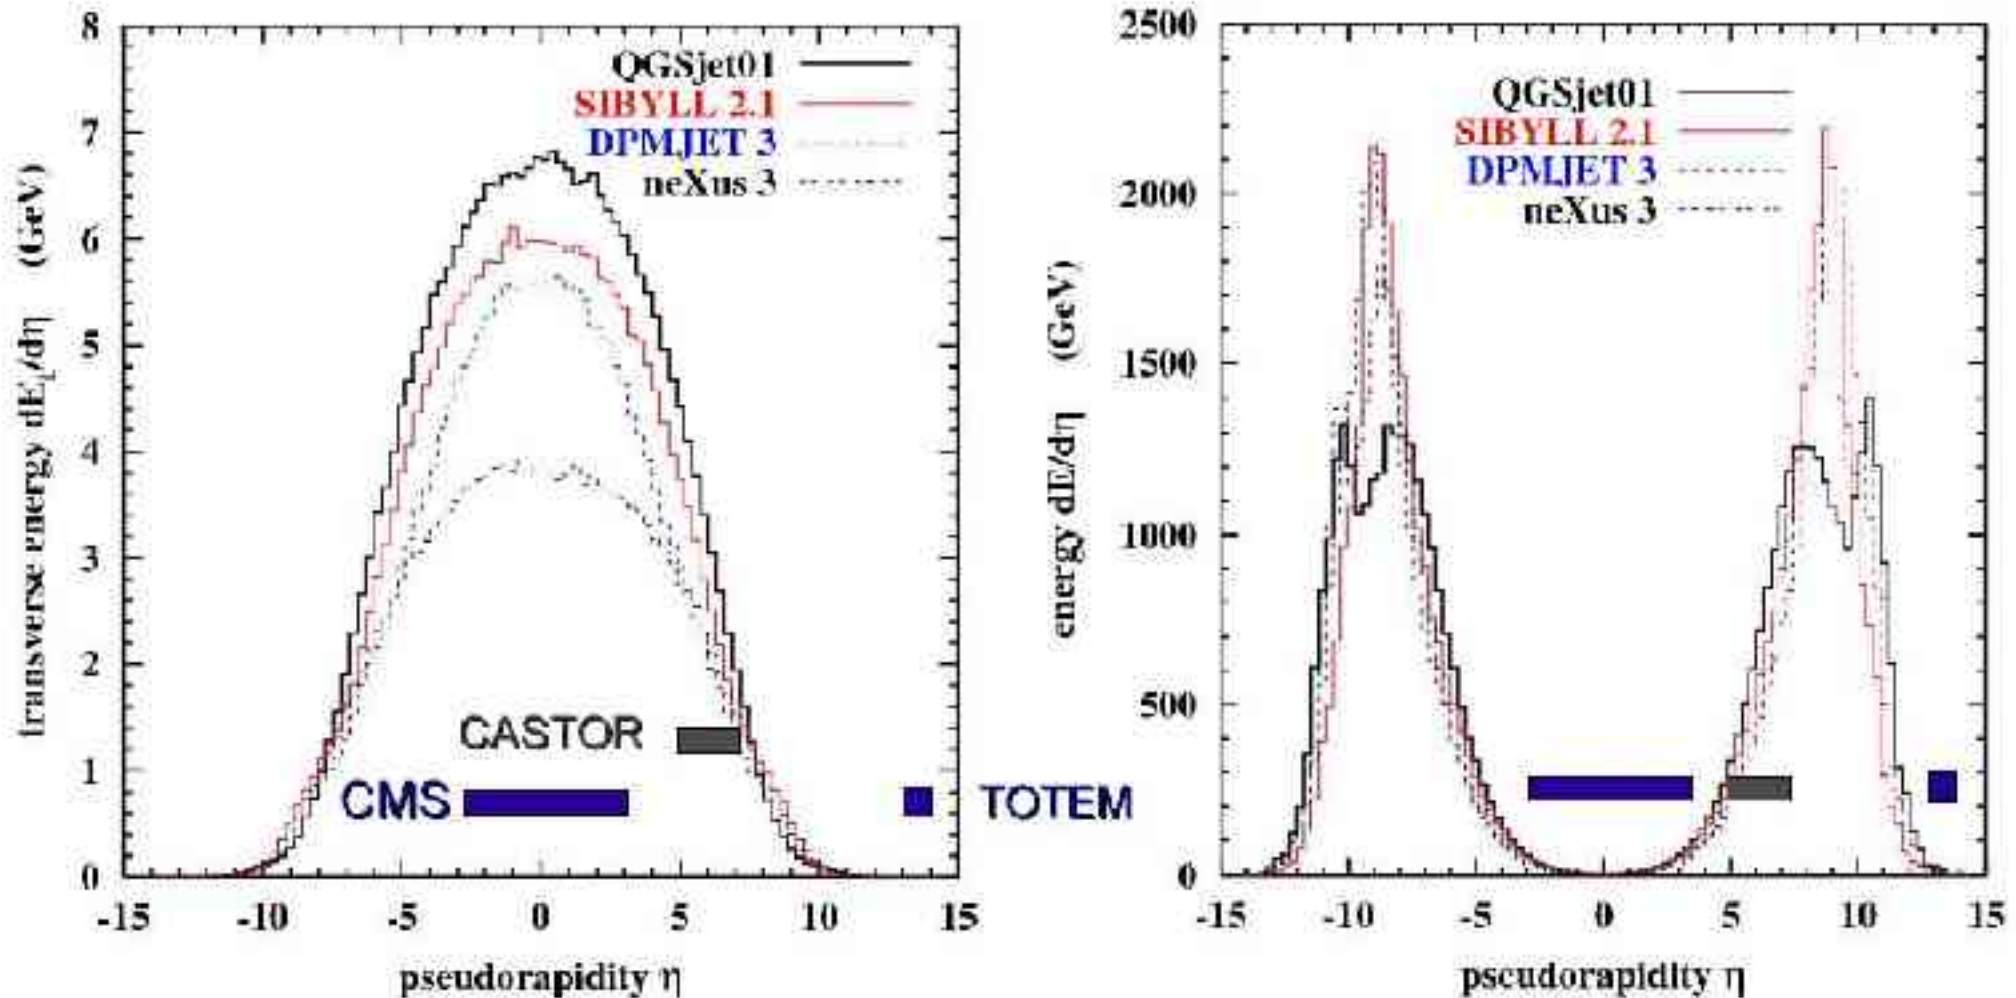 8
7
6
5
4
3
2
1
0
transverse energy dE⊥/dη (GeV)
QGSjet01
SIBYLL 2.1
DPMJET 3
neXus 3
CASTOR
CMS
TOTEM
-15 -10 -5 0 5 10 15
pseudorapidity η
2500
2000
1500
1000
500
0
energy dE/dη (GeV)
QGSjet01
SIBYLL 2.1
DPMJET 3
neXus 3
-15 -10 -5 0 5 10 15
pseudorapidity η